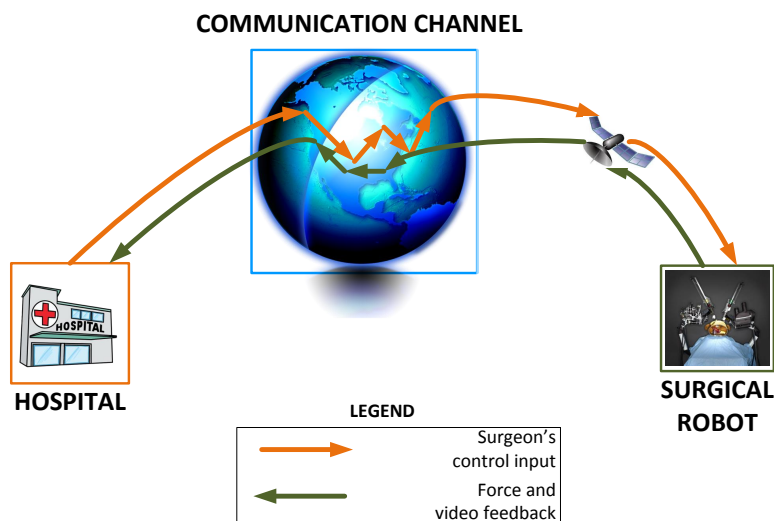 COMMUNICATION CHANNEL
HOSPITAL
HOSPITAL
SURGICAL
ROBOT
LEGEND
Surgeon's
control input
Force and
video feedback